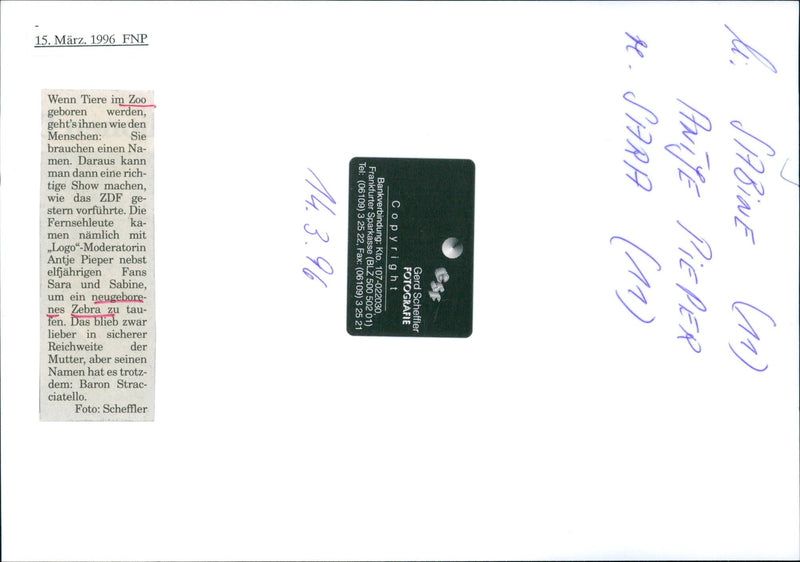 -
15. März. 1996 FNP
Wenn Tiere im Zoo
geboren werden,
geht's ihnen wie den
Menschen: Sie
brauchen einen Na-
men. Daraus kann
man dann eine rich-
tige Show machen,
wie das ZDF ge-
stern vorführte. Die
Fernsehleute ka-
men nämlich mit
„Logo“-Moderatorin
Antje Pieper nebst
elfjährigen Fans
Sara und Sabine,
um ein neugebore-
nes Zebra zu tau-
fen. Das blieb zwar
lieber in sicherer
Reichweite der
Mutter, aber seinen
Namen hat es trotz-
dem: Baron Strac-
ciatello.
Foto: Scheffler
14.3.96
Gerd Scheffler
FOTOGRAFIE
Copyright
Bankverbindung: Kto. 107-022030,
Frankfurter Sparkasse (BLZ 500 502 01)
Tel: (06109) 3 25 22, Fax: (06109) 3 25 21
li. SABINE (11)
ANTJE PIEPER
re. SARA (11)